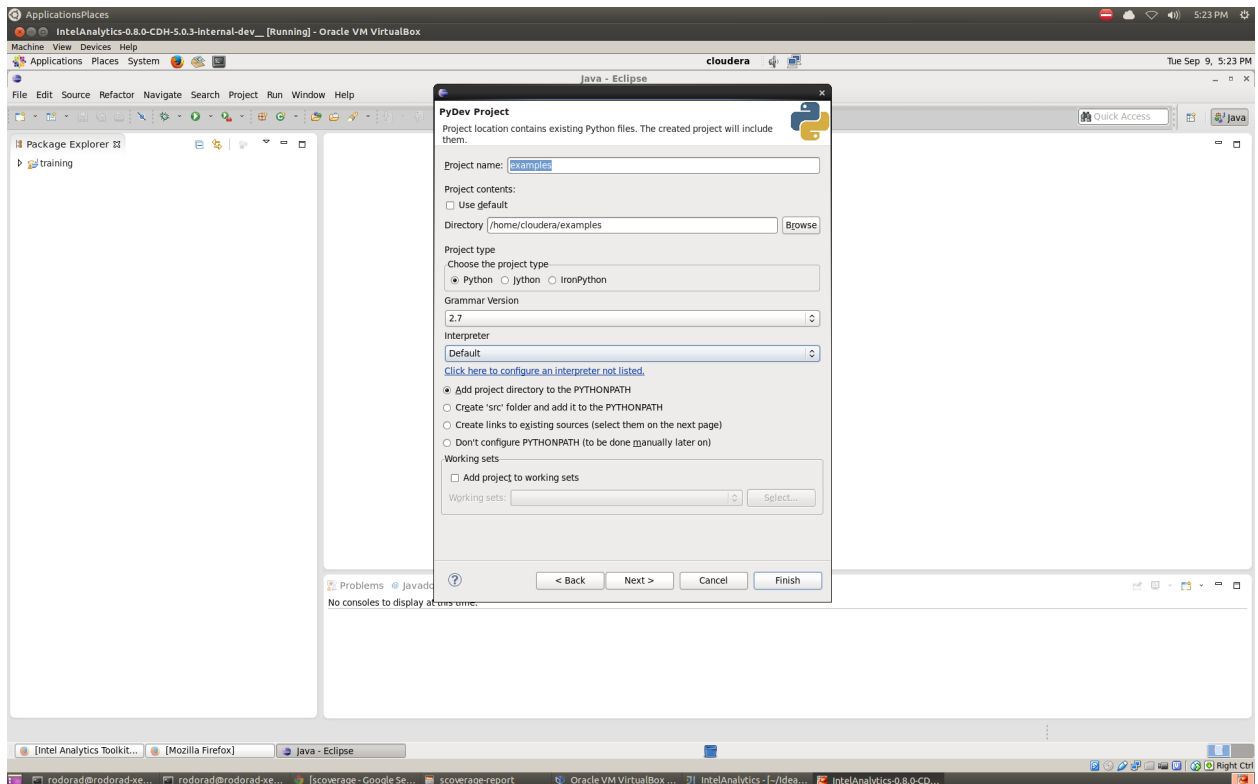 ApplicationsPlaces
5:23 PM
IntelAnalytics-0.8.0-CDH-5.0.3-internal-dev__ [Running] - Oracle VM VirtualBox
Machine View Devices Help
Applications Places System
cloudera
Tue Sep 9, 5:23 PM
Java - Eclipse
File Edit Source Refactor Navigate Search Project Run Window Help
Quick Access
Java
Package Explorer
training
PyDev Project
Project location contains existing Python files. The created project will include
them.
Project name: examples
Project contents:
Use default
Directory /home/cloudera/examples Browse
Project type
Choose the project type
Python Jython IronPython
Grammar Version
2.7
Interpreter
Default
Click here to configure an interpreter not listed.
Add project directory to the PYTHONPATH
Create 'src' folder and add it to the PYTHONPATH
Create links to existing sources (select them on the next page)
Don't configure PYTHONPATH (to be done manually later on)
Working sets
Add project to working sets
Working sets: Select...
< Back Next > Cancel Finish
Problems @ Javado
No consoles to display at this time.
[Intel Analytics Toolkit... [Mozilla Firefox] Java - Eclipse
Right Ctrl
rodorad@rodorad-xe... rodorad@rodorad-xe... [scoverage - Google Se... scoverage-report Oracle VM VirtualBox ... IntelAnalytics - [~/Idea... IntelAnalytics-0.8.0-CD...